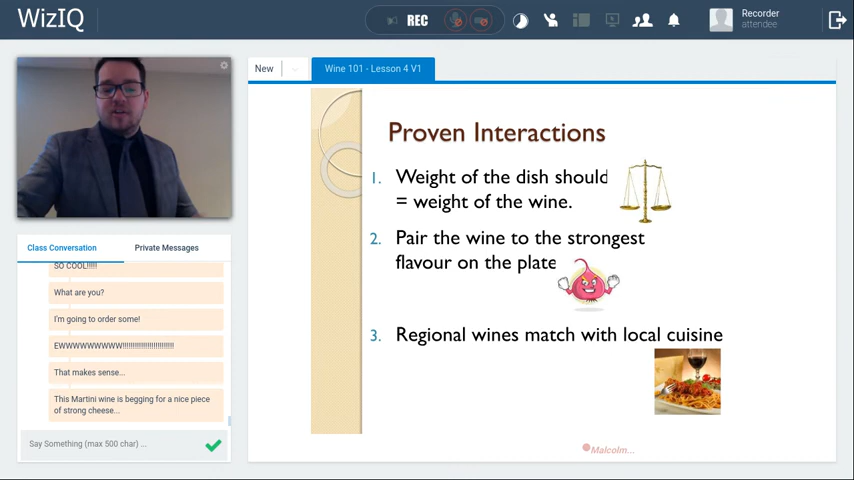 WizIQ
REC
Recorder
attendee
New
Wine 101 - Lesson 4 V1
Proven Interactions
1. Weight of the dish should
= weight of the wine.
2. Pair the wine to the strongest
flavour on the plate
3. Regional wines match with local cuisine
Malcolm...
Class Conversation
Private Messages
SO COOL!!!!!
What are you?
I'm going to order some!
That makes sense...
This Martini wine is begging for a nice piece
of strong cheese...
Say Something (max 500 char) ...